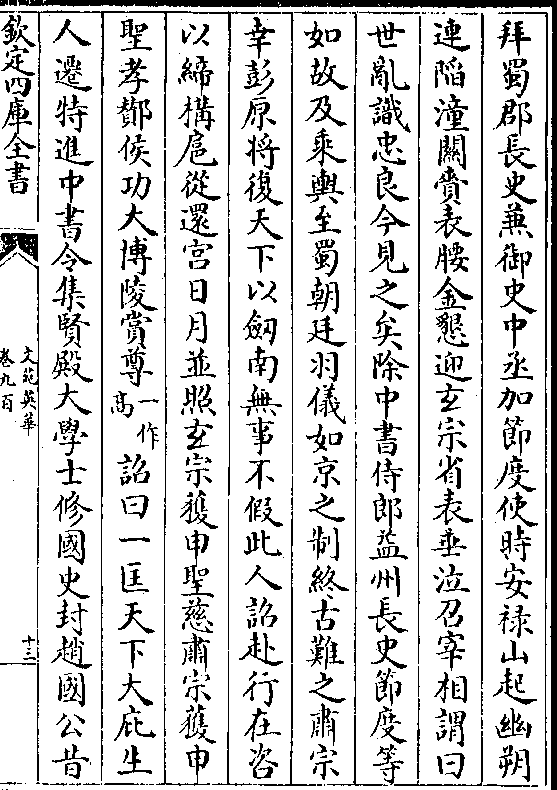 拜蜀郡長史兼御史中丞加節度使時安禄山起幽朔
連陷潼關賫表腰金懇迎玄宗省表垂泣召宰相謂曰
世亂識忠良今見之矣除中書侍郎益州長史節度等
如故及乘輿至蜀朝廷羽儀如京之制終古難之肅宗
幸彭原将復天下以劔南無事不假此人詔赴行在咨
以締構扈從還宫日月並照玄宗獲申聖慈肅宗獲申
聖孝酇侯功大博陵賞尊一作高詔曰一匡天下大庇生
人遷特進中書令集賢殿大學士修國史封趙國公昔
欽定四庫全書
文苑英華
卷九百
十三